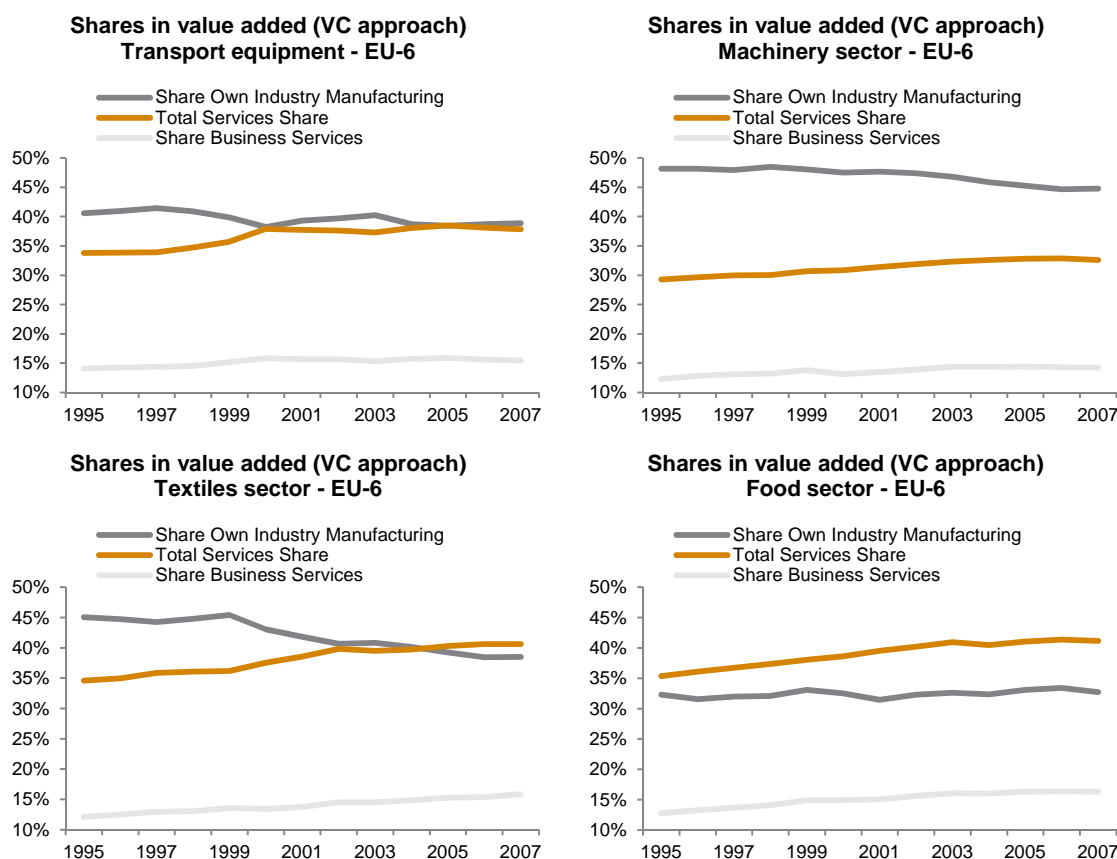 Shares in value added (VC approach)
Transport equipment - EU-6
Share Own Industry Manufacturing
Total Services Share
Share Business Services
50%
45%
40%
35%
30%
25%
20%
15%
10%
1995 1997 1999 2001 2003 2005 2007
Shares in value added (VC approach)
Machinery sector - EU-6
Share Own Industry Manufacturing
Total Services Share
Share Business Services
50%
45%
40%
35%
30%
25%
20%
15%
10%
1995 1997 1999 2001 2003 2005 2007
Shares in value added (VC approach)
Textiles sector - EU-6
Share Own Industry Manufacturing
Total Services Share
Share Business Services
50%
45%
40%
35%
30%
25%
20%
15%
10%
1995 1997 1999 2001 2003 2005 2007
Shares in value added (VC approach)
Food sector - EU-6
Share Own Industry Manufacturing
Total Services Share
Share Business Services
50%
45%
40%
35%
30%
25%
20%
15%
10%
1995 1997 1999 2001 2003 2005 2007